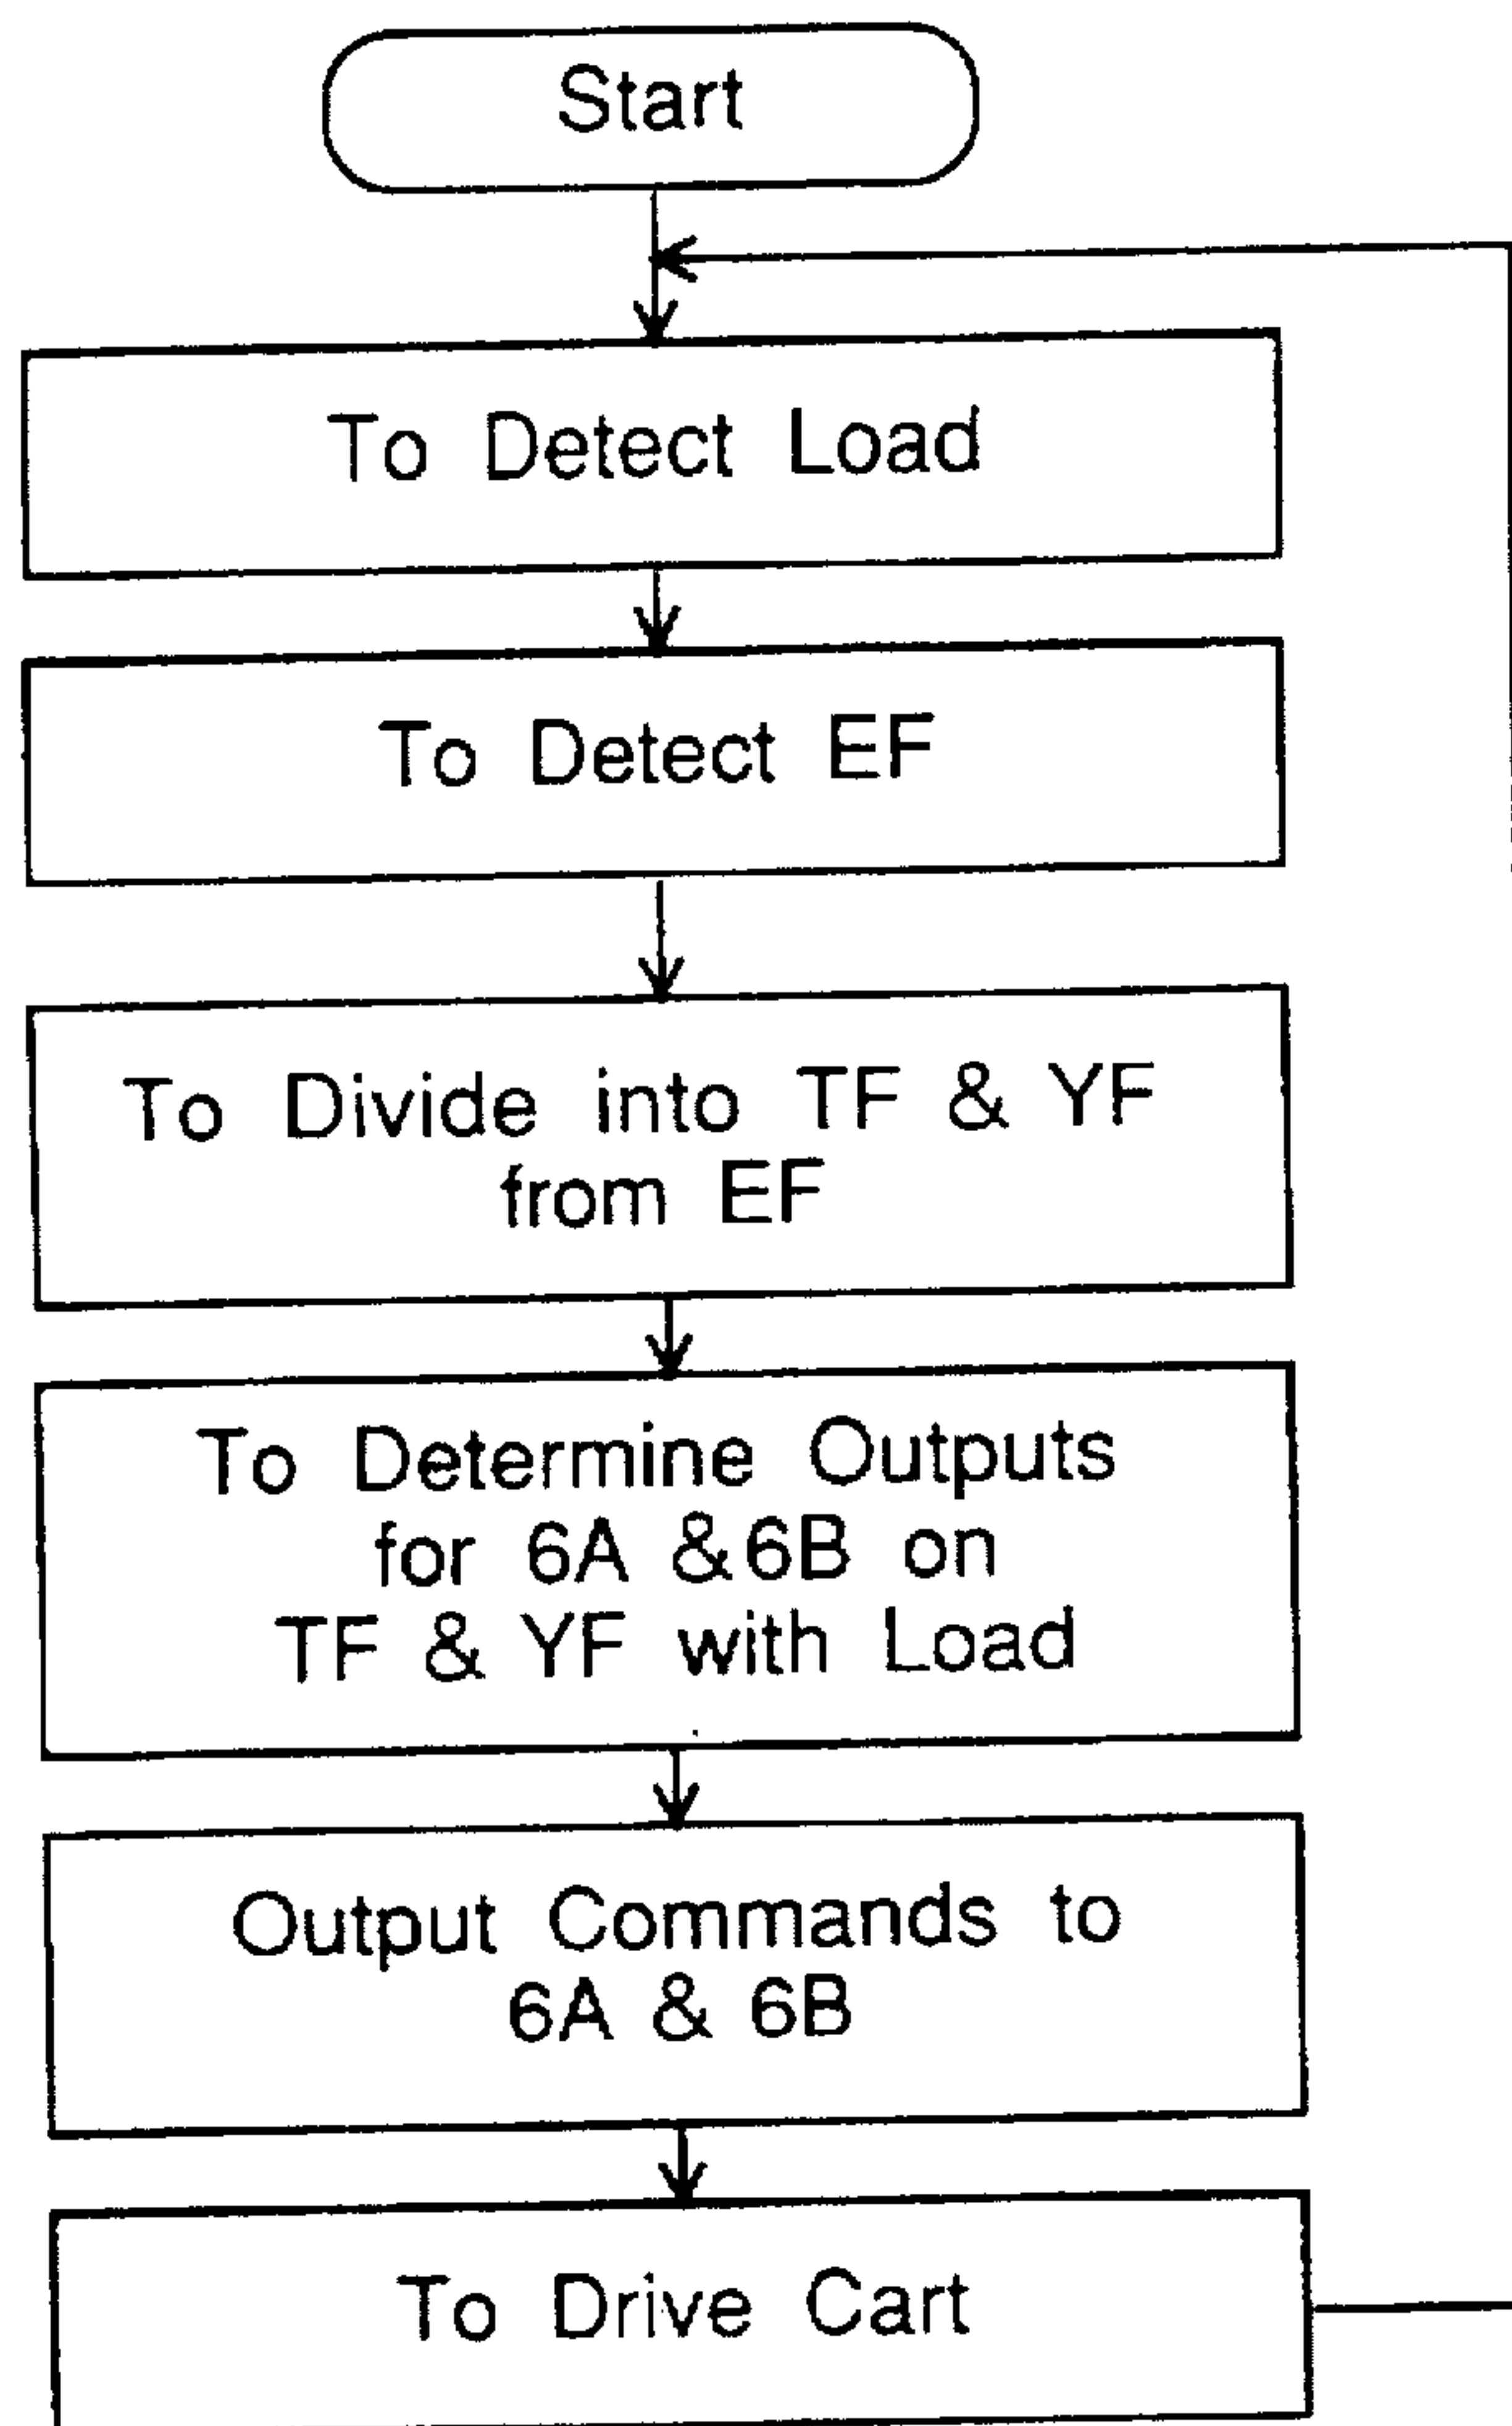 Start
To Detect Load
To Detect EF
To Divide into TF & YF
from EF
To Determine Outputs
for 6A &6B on
TF & YF with Load
Output Commands to
6A & 6B
To Drive Cart